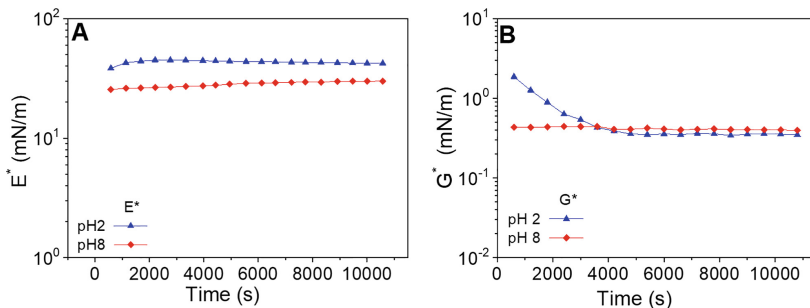 A
10²
10¹
10⁰
E* (mN/m)
E*
pH2
pH8
0 2000 4000 6000 8000 10000
Time (s)
B
10¹
10⁰
10⁻¹
10⁻²
G* (mN/m)
G*
pH 2
pH 8
0 2000 4000 6000 8000 10000
Time (s)